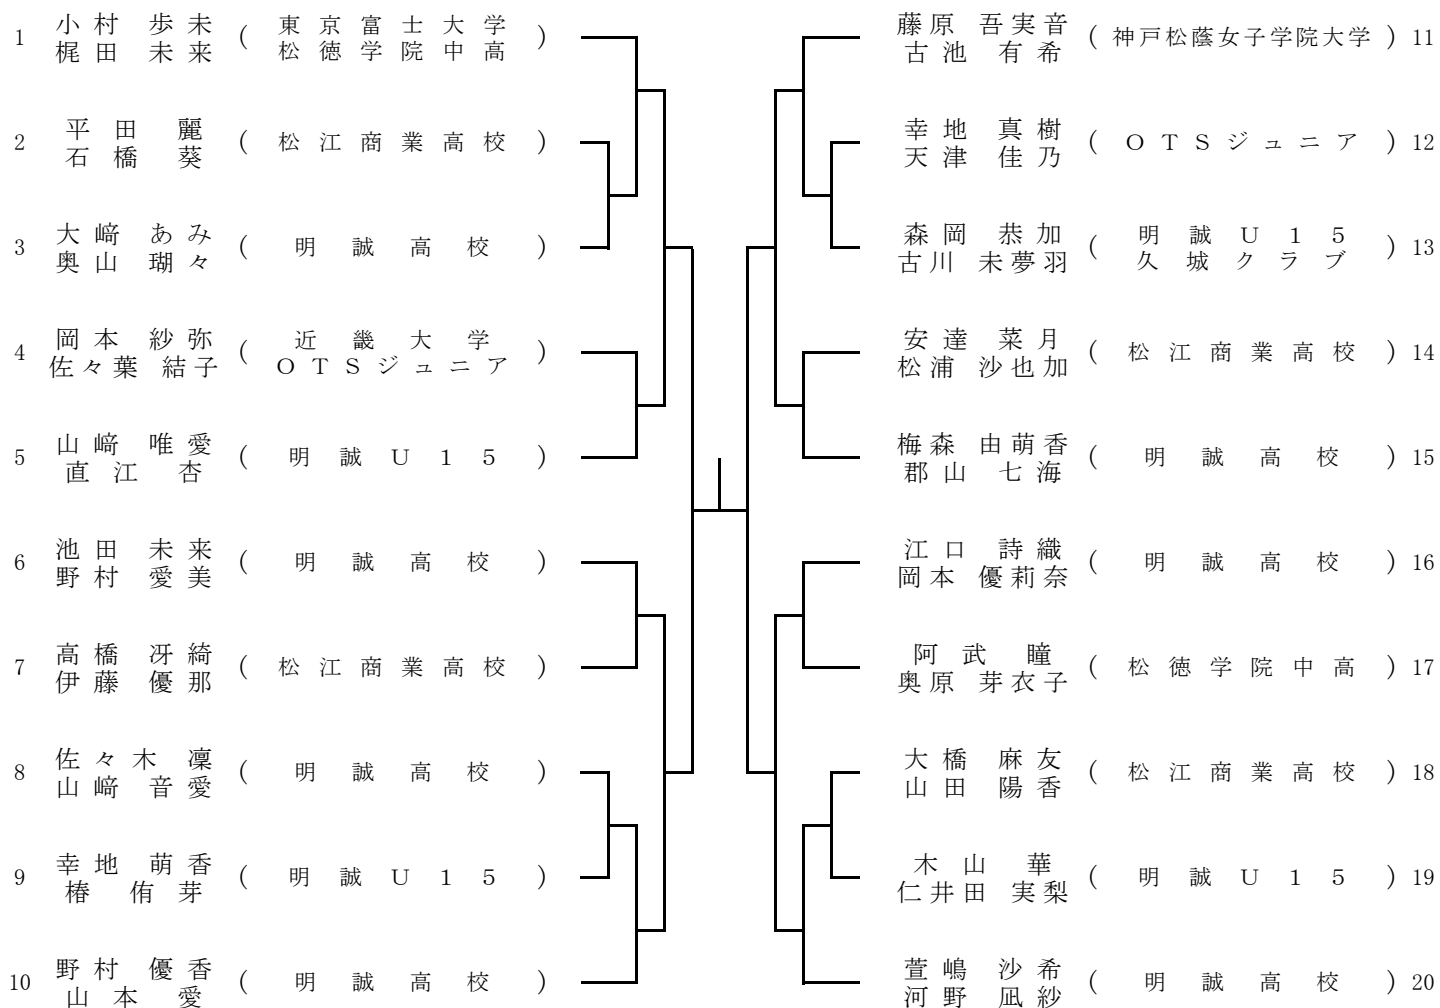 1 小村 歩未 ( 東京富士大学 )
梶田 未来 松徳学院中高
2 平田 麗 ( 松江商業高校 )
石橋 葵
3 大﨑 あみ ( 明誠高校 )
奥山 瑚々
4 岡本 紗弥 ( 近畿大学 )
佐々葉 結子 OTSジュニア
5 山﨑 唯愛 ( 明誠U15 )
直江 杏
6 池田 未来 ( 明誠高校 )
野村 愛美
7 高橋 冴綺 ( 松江商業高校 )
伊藤 優那
8 佐々木 凜 ( 明誠高校 )
山﨑 音愛
9 幸地 萌香 ( 明誠U15 )
椿 侑芽
10 野村 優香 ( 明誠高校 )
山本 愛
藤原 吾実音 ( 神戸松蔭女子学院大学 ) 11
古池 有希
幸地 真樹 ( OTSジュニア ) 12
天津 佳乃
森岡 恭加 ( 明誠U15 ) 13
古川 未夢羽 久城クラブ
安達 菜月 ( 松江商業高校 ) 14
松浦 沙也加
梅森 由萌香 ( 明誠高校 ) 15
郡山 七海
江口 詩織 ( 明誠高校 ) 16
岡本 優莉奈
阿武 瞳 ( 松徳学院中高 ) 17
奥原 芽衣子
大橋 麻友 ( 松江商業高校 ) 18
山田 陽香
木山 華 ( 明誠U15 ) 19
仁井田 実梨
萱嶋 沙希 ( 明誠高校 ) 20
河野 凪紗